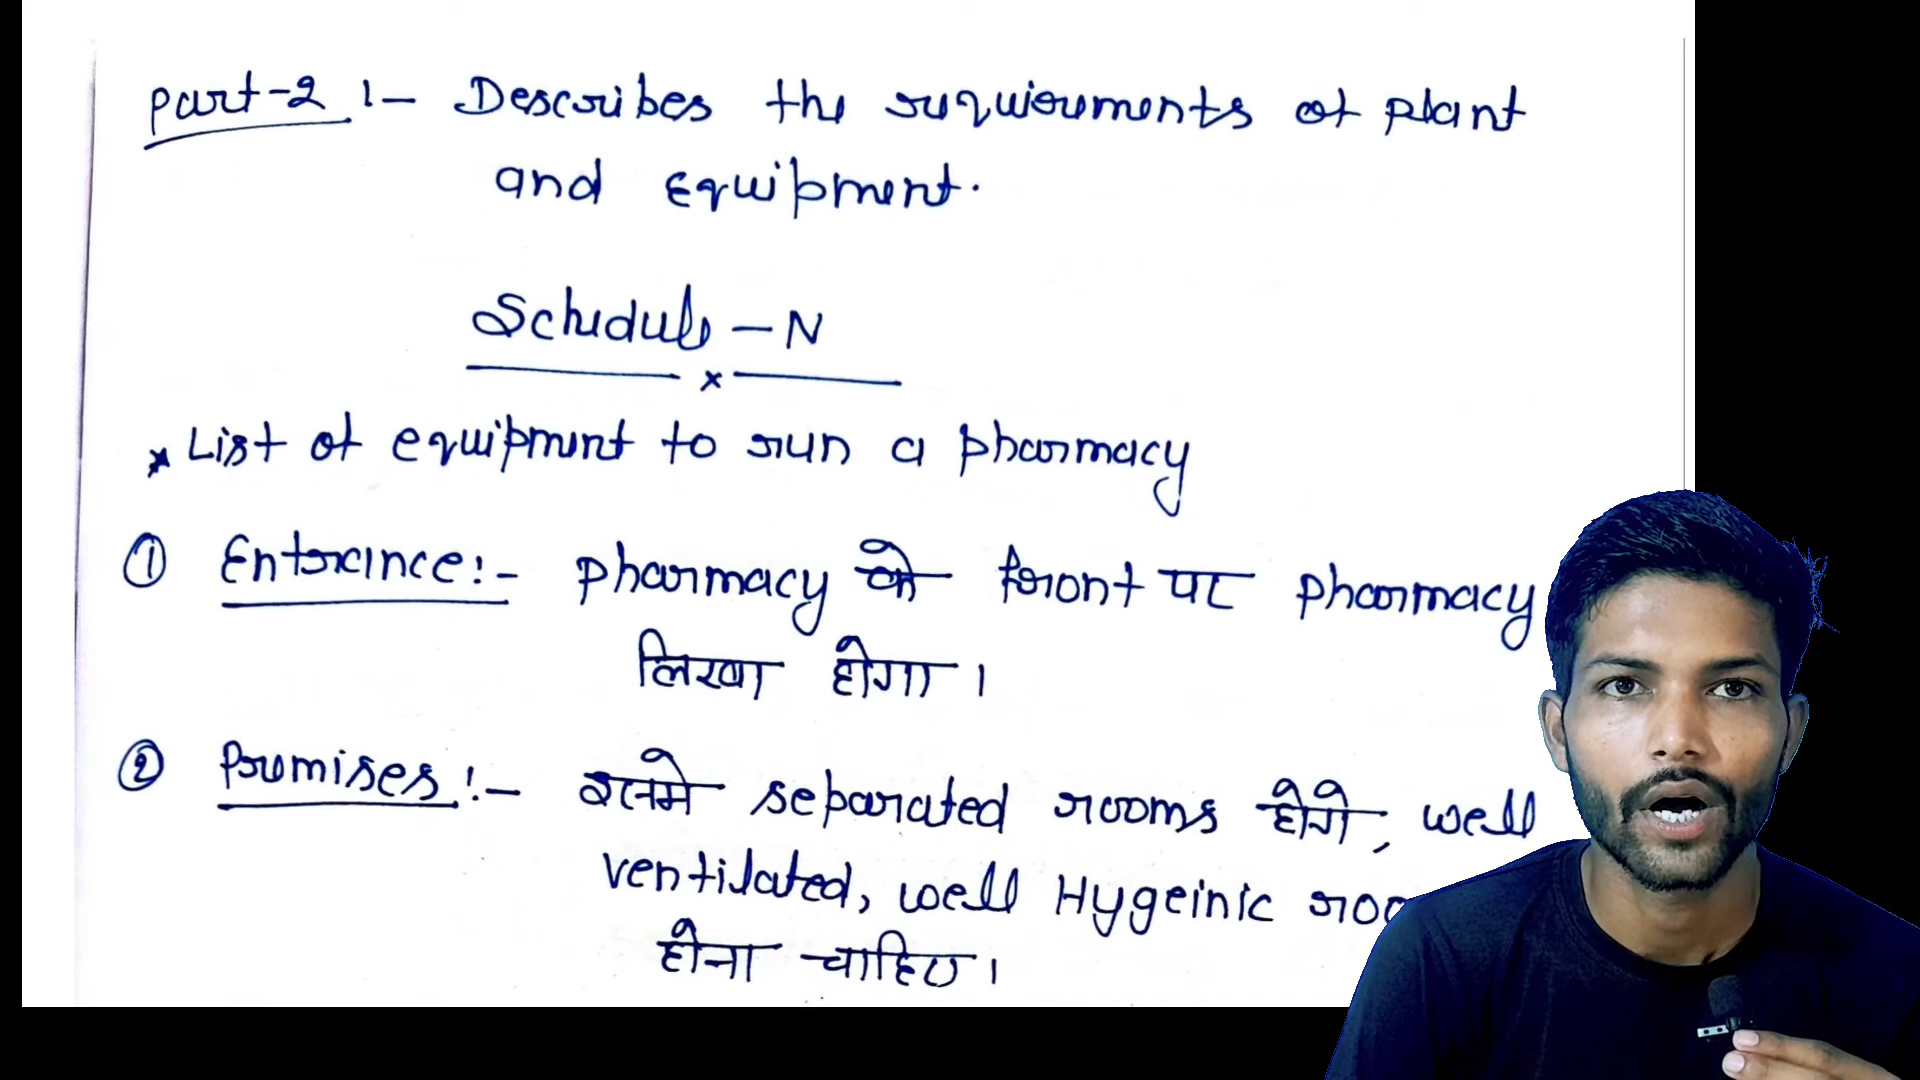 Part-2 :- Describes the requirements of plant
and Equipment.
Schedule - N
* List of equipment to run a pharmacy
① Entrance:- pharmacy के front पर pharmacy
लिखा होगा।
② Premises:- इनमे separated rooms होगे, well
ventilated, well Hygeinic
होना चाहिए।